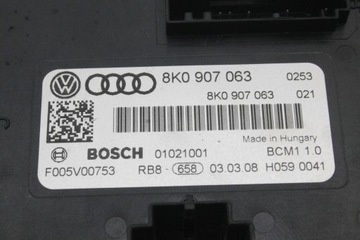 8K0 907 063 0253
8K0 907 063 021
Made in Hungary
BOSCH 01021001 BCM1 1.0
F005V00753 RB8 - 658 03.03.08 H059 0041